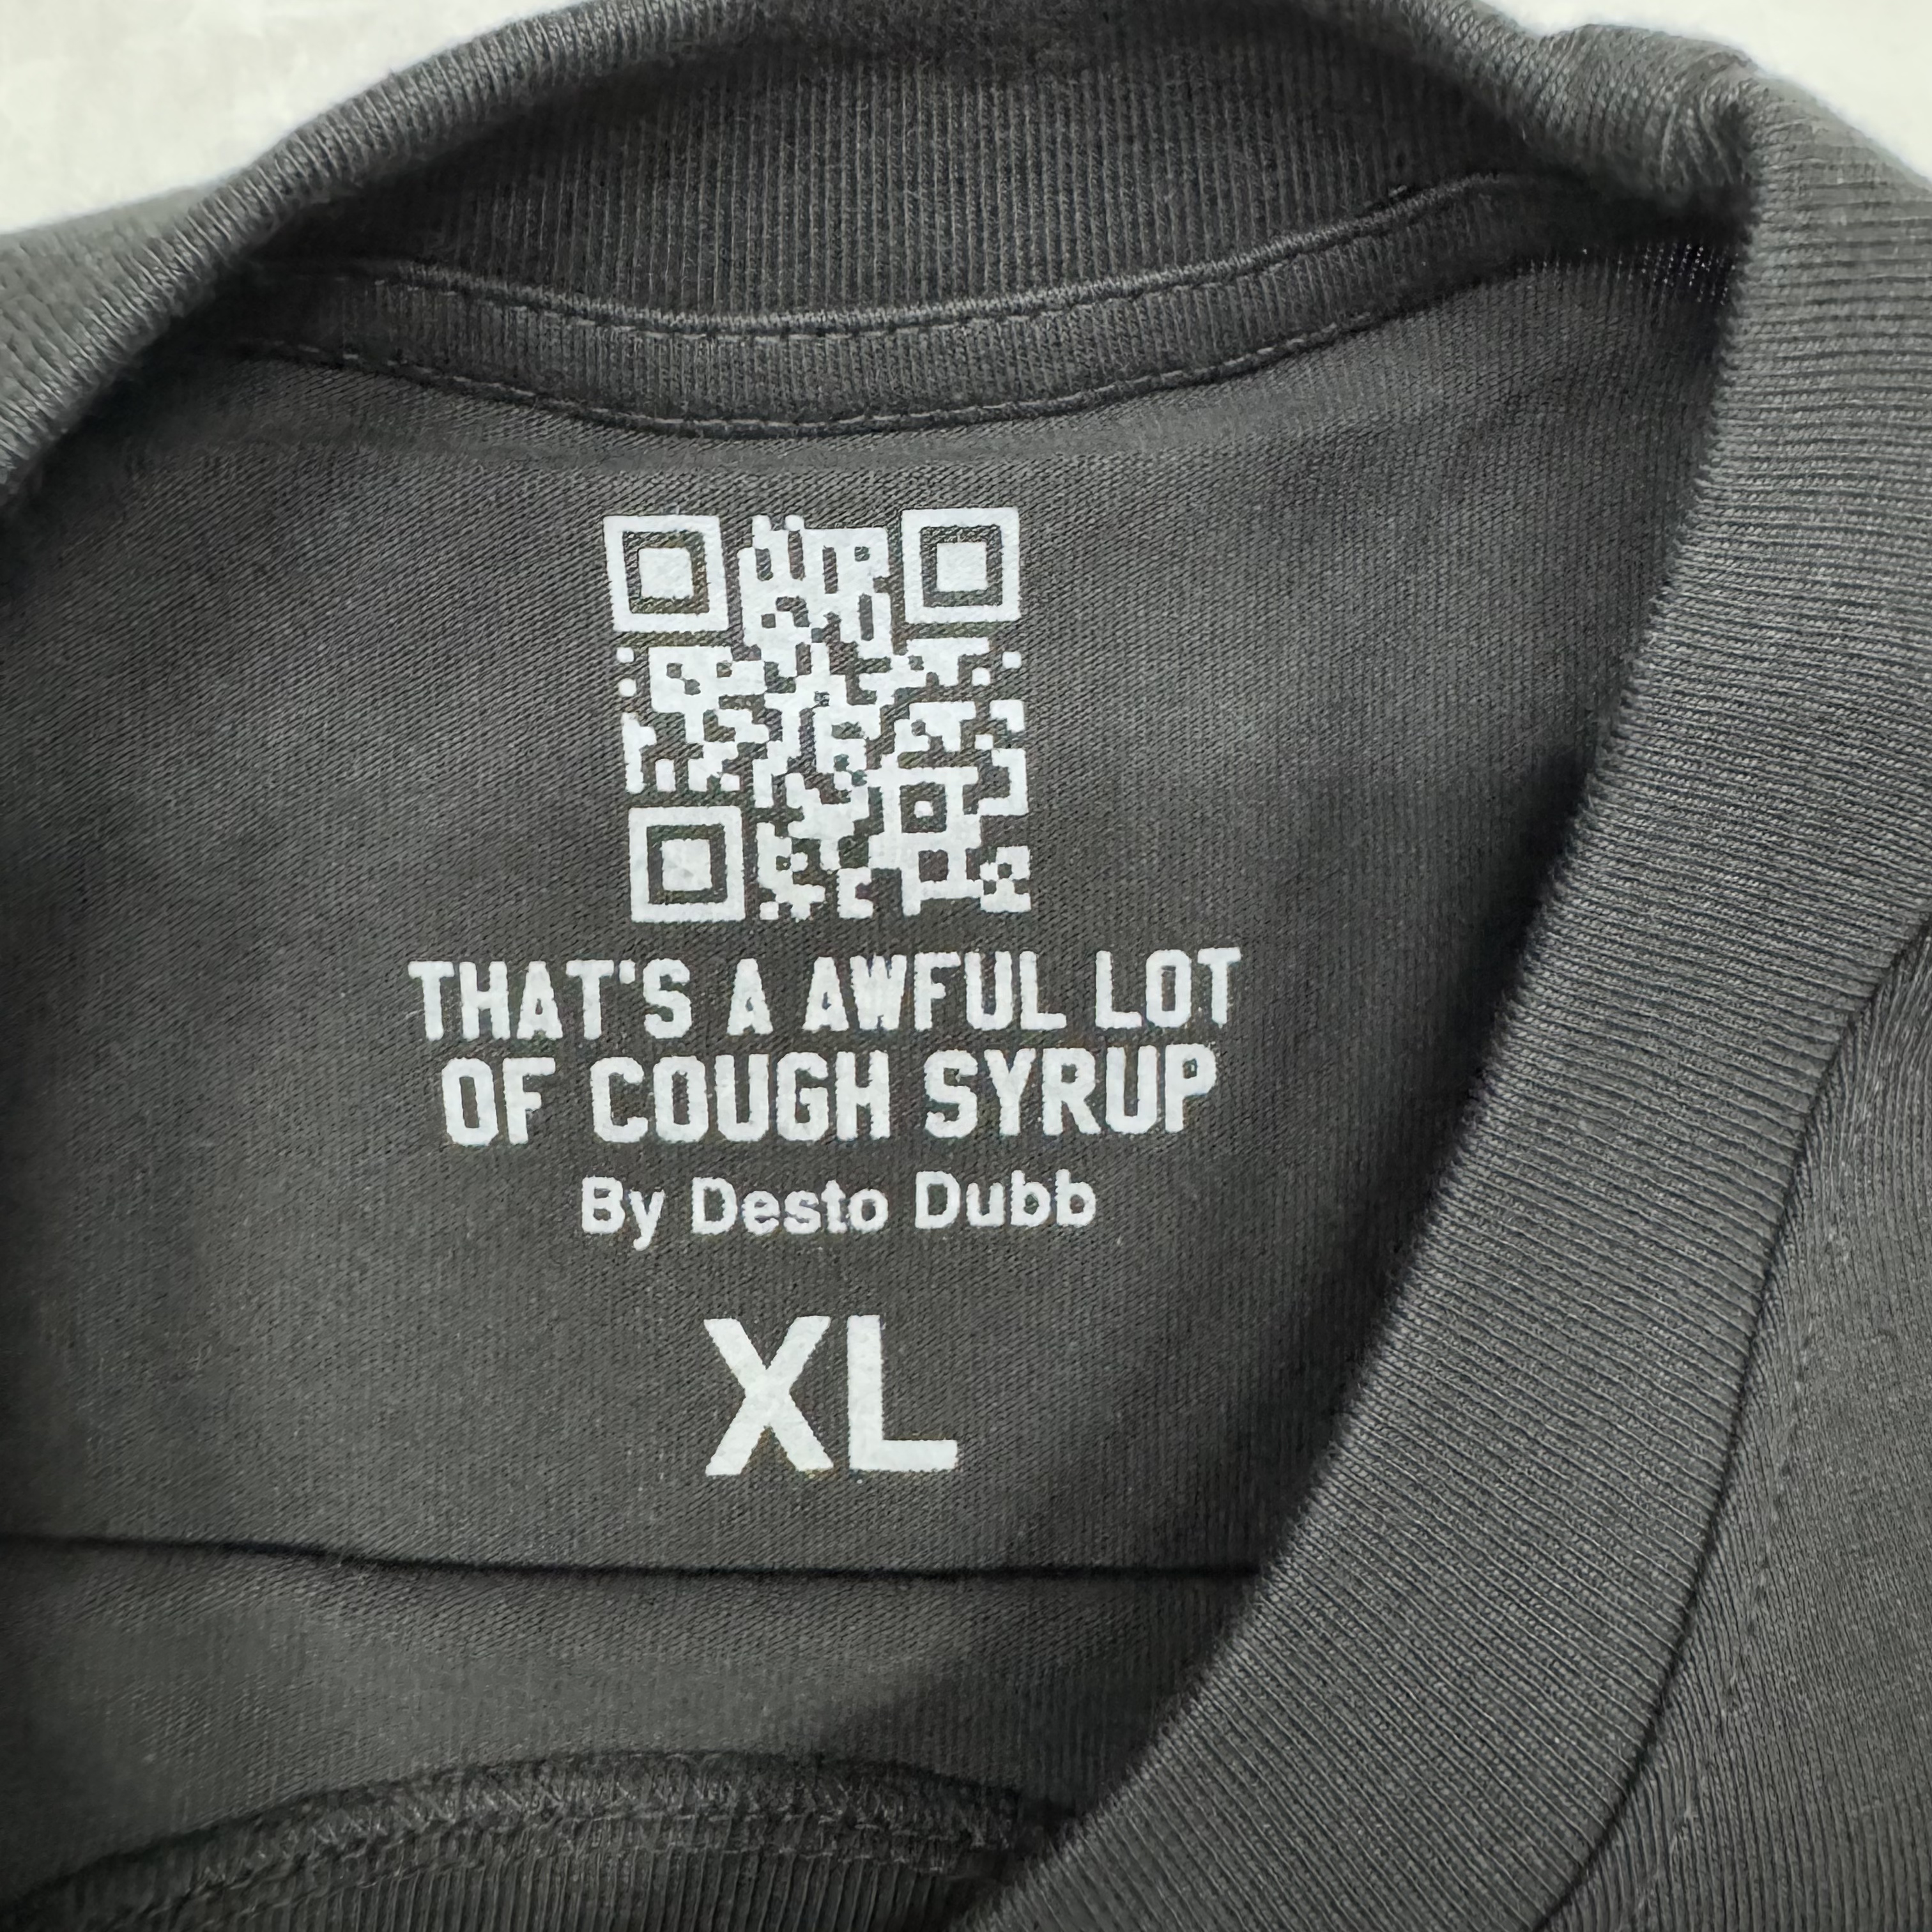 THAT'S A AWFUL LOT
OF COUGH SYRUP
By Desto Dubb
XL